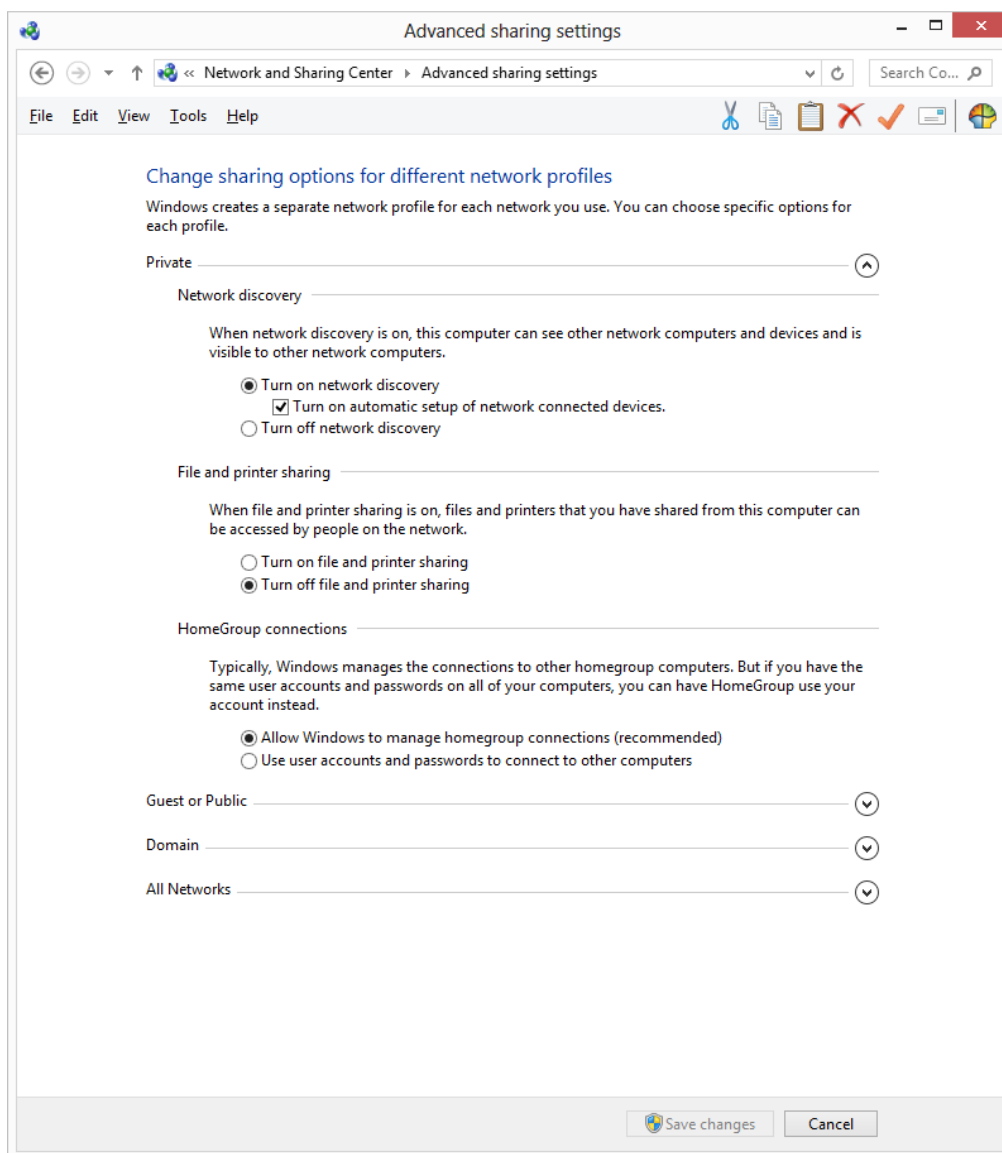 Advanced sharing settings
« Network and Sharing Center Advanced sharing settings
Search Co...
File Edit View Tools Help
Change sharing options for different network profiles
Windows creates a separate network profile for each network you use. You can choose specific options for
each profile.
Private
Network discovery
When network discovery is on, this computer can see other network computers and devices and is
visible to other network computers.
Turn on network discovery
Turn on automatic setup of network connected devices.
Turn off network discovery
File and printer sharing
When file and printer sharing is on, files and printers that you have shared from this computer can
be accessed by people on the network.
Turn on file and printer sharing
Turn off file and printer sharing
HomeGroup connections
Typically, Windows manages the connections to other homegroup computers. But if you have the
same user accounts and passwords on all of your computers, you can have HomeGroup use your
account instead.
Allow Windows to manage homegroup connections (recommended)
Use user accounts and passwords to connect to other computers
Guest or Public
Domain
All Networks
Save changes Cancel